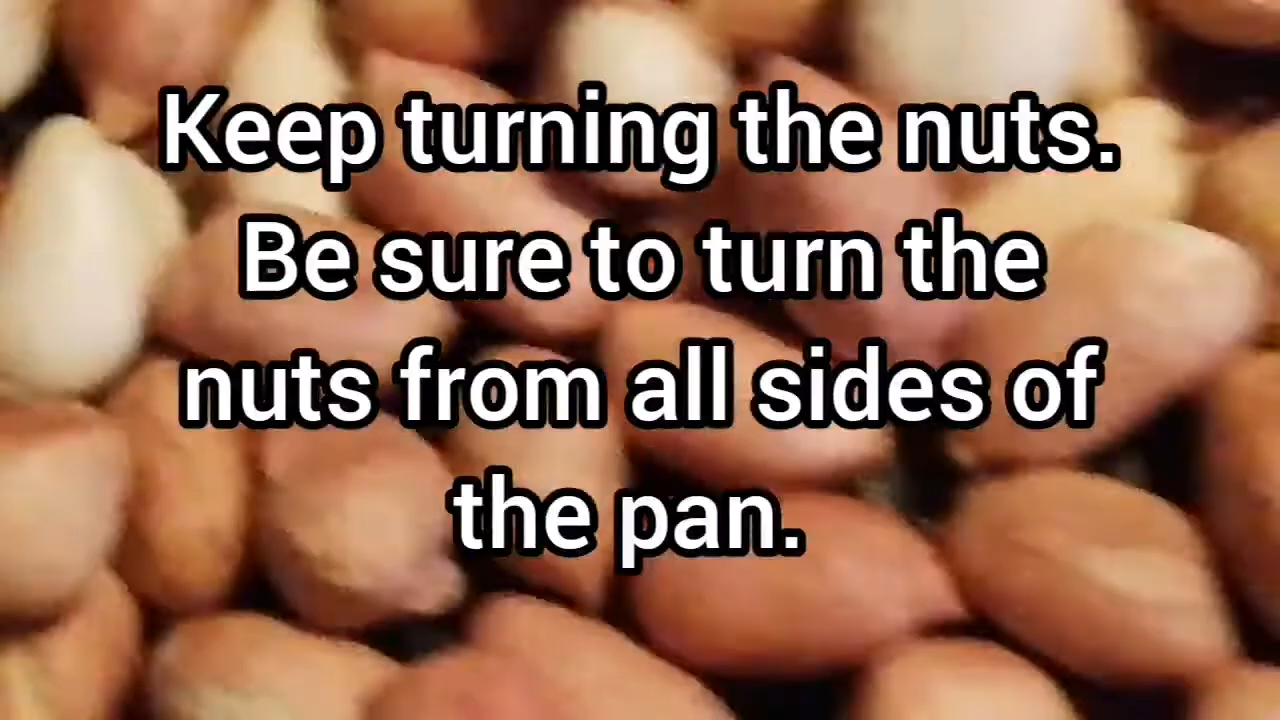 Keep turning the nuts.
Be sure to turn the
nuts from all sides of
the pan.